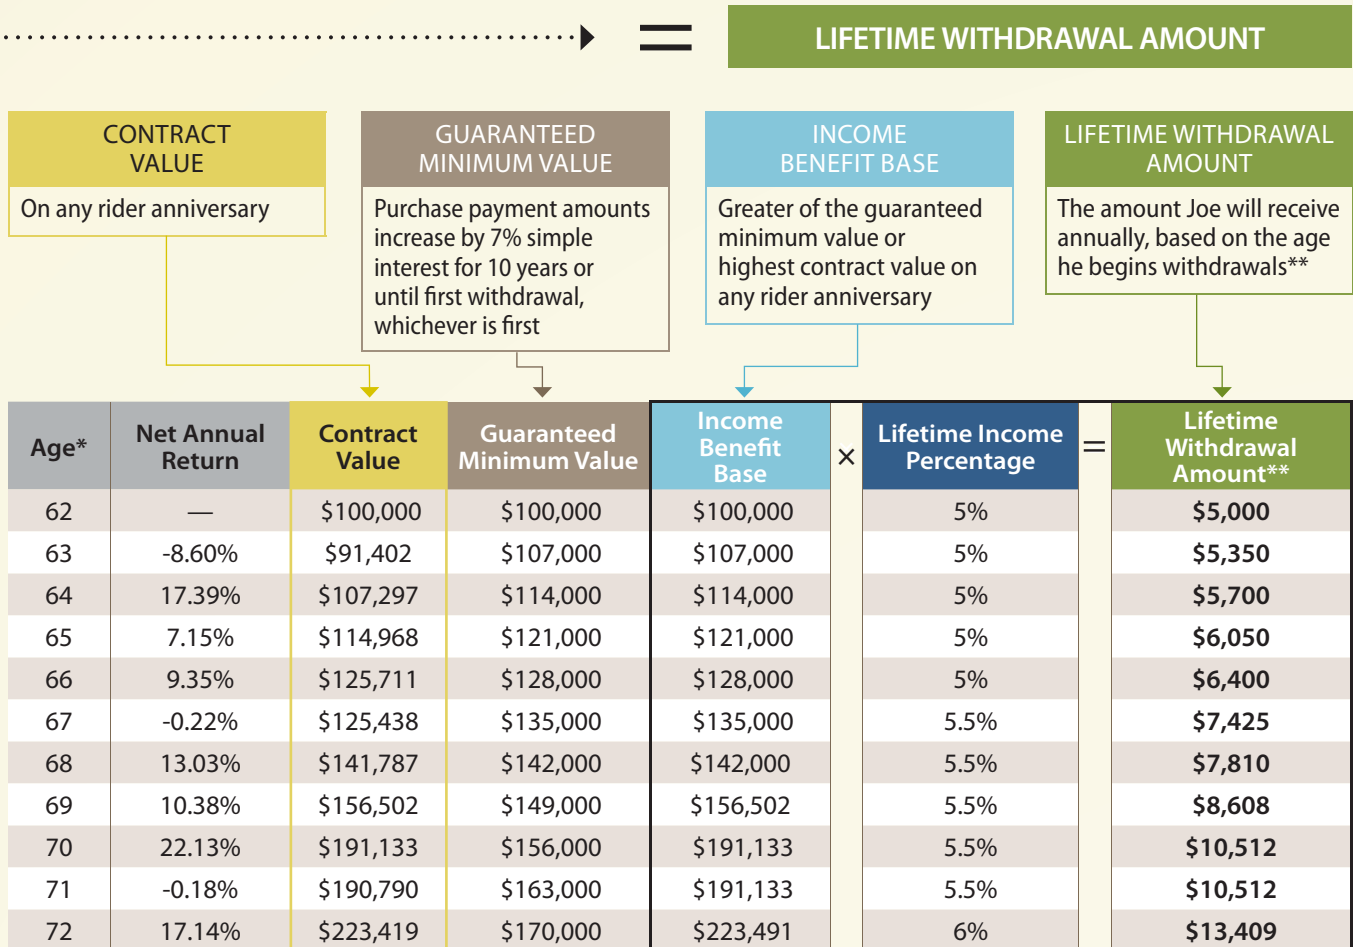 = LIFETIME WITHDRAWAL AMOUNT
CONTRACT
VALUE
On any rider anniversary
GUARANTEED
MINIMUM VALUE
Purchase payment amounts
increase by 7% simple
interest for 10 years or
until first withdrawal,
whichever is first
INCOME
BENEFIT BASE
Greater of the guaranteed
minimum value or
highest contract value on
any rider anniversary
LIFETIME WITHDRAWAL
AMOUNT
The amount Joe will receive
annually, based on the age
he begins withdrawals**
Age*
Net Annual
Return
Contract
Value
Guaranteed
Minimum Value
Income
Benefit
Base
×
Lifetime Income
Percentage
=
Lifetime
Withdrawal
Amount**
62 — $100,000 $100,000 $100,000 5% $5,000
63 -8.60% $91,402 $107,000 $107,000 5% $5,350
64 17.39% $107,297 $114,000 $114,000 5% $5,700
65 7.15% $114,968 $121,000 $121,000 5% $6,050
66 9.35% $125,711 $128,000 $128,000 5% $6,400
67 -0.22% $125,438 $135,000 $135,000 5.5% $7,425
68 13.03% $141,787 $142,000 $142,000 5.5% $7,810
69 10.38% $156,502 $149,000 $156,502 5.5% $8,608
70 22.13% $191,133 $156,000 $191,133 5.5% $10,512
71 -0.18% $190,790 $163,000 $191,133 5.5% $10,512
72 17.14% $223,419 $170,000 $223,491 6% $13,409